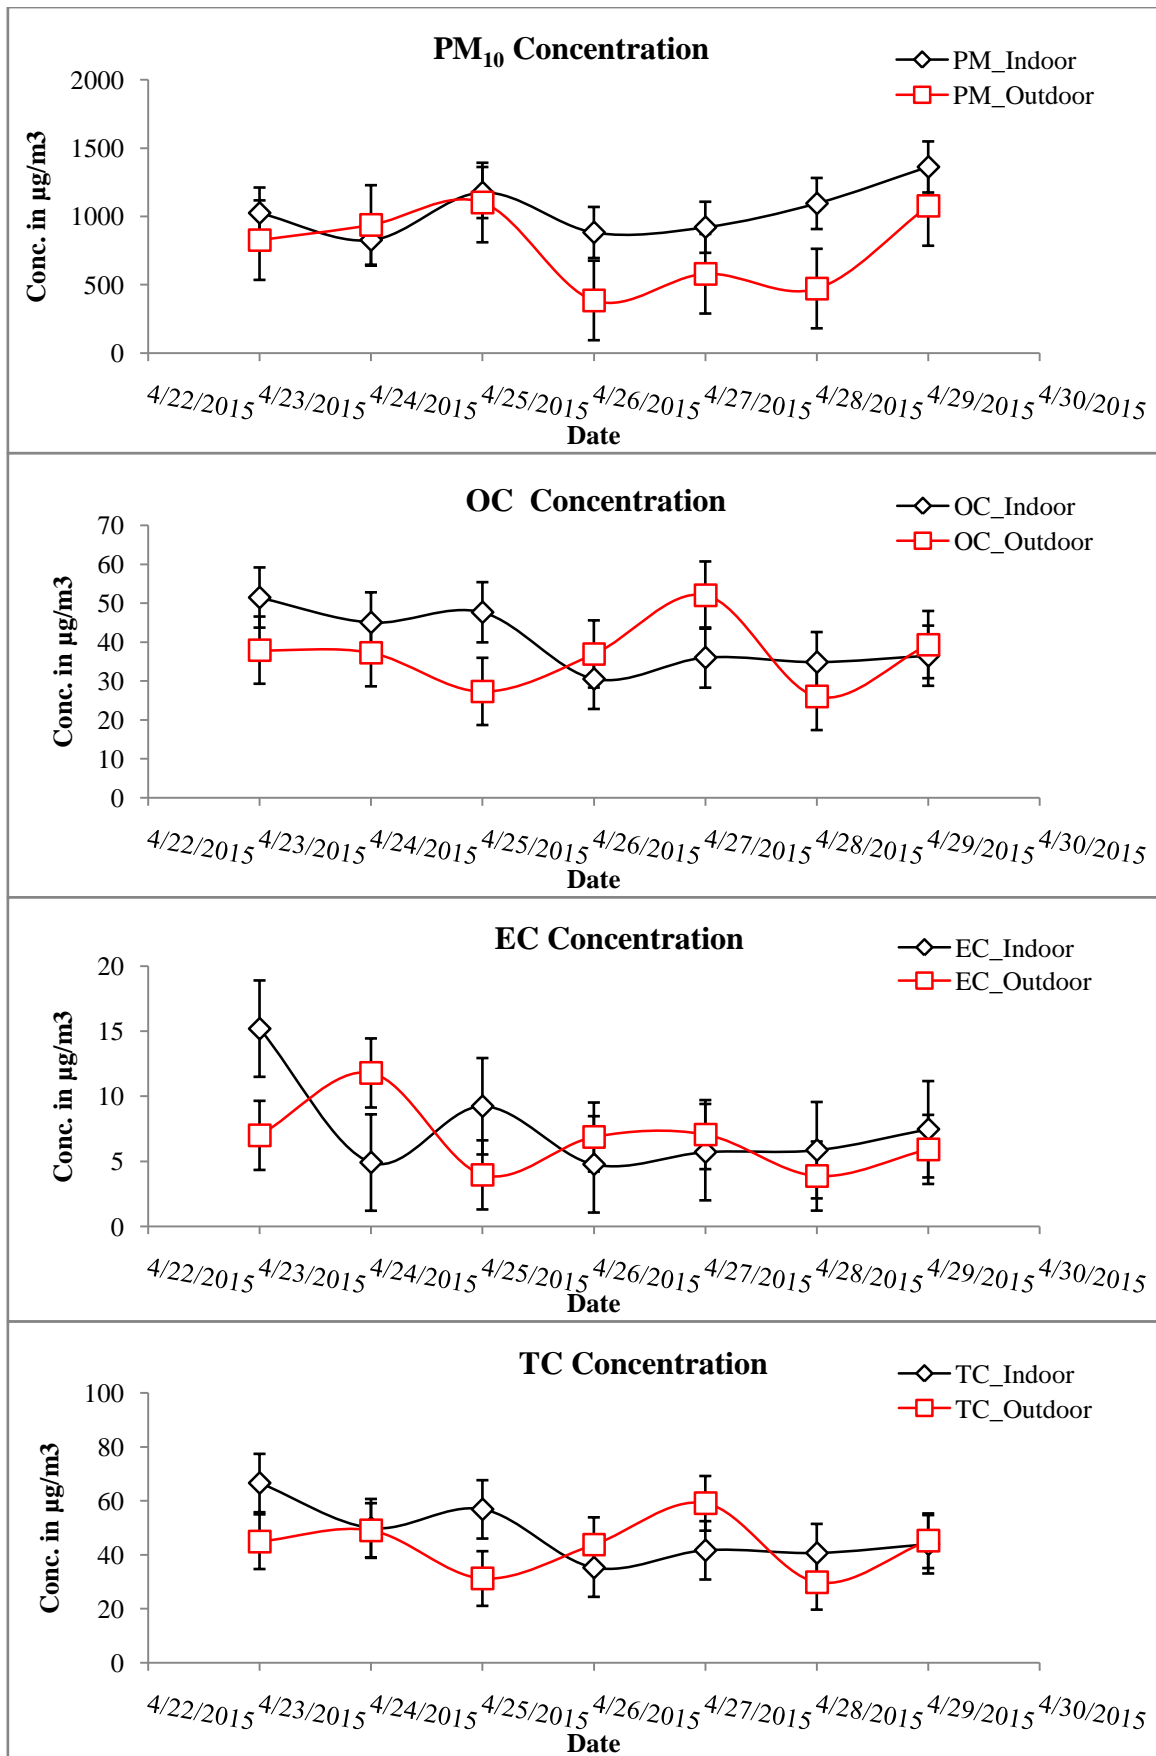 PM₁₀ Concentration
PM_Indoor
PM_Outdoor
Conc. in µg/m3
2000
1500
1000
500
0
4/22/2015 4/23/2015 4/24/2015 4/25/2015 4/26/2015 4/27/2015 4/28/2015 4/29/2015 4/30/2015
Date
OC Concentration
OC_Indoor
OC_Outdoor
Conc. in µg/m3
70
60
50
40
30
20
10
0
4/22/2015 4/23/2015 4/24/2015 4/25/2015 4/26/2015 4/27/2015 4/28/2015 4/29/2015 4/30/2015
Date
EC Concentration
EC_Indoor
EC_Outdoor
Conc. in µg/m3
20
15
10
5
0
4/22/2015 4/23/2015 4/24/2015 4/25/2015 4/26/2015 4/27/2015 4/28/2015 4/29/2015 4/30/2015
Date
TC Concentration
TC_Indoor
TC_Outdoor
Conc. in µg/m3
100
80
60
40
20
0
4/22/2015 4/23/2015 4/24/2015 4/25/2015 4/26/2015 4/27/2015 4/28/2015 4/29/2015 4/30/2015
Date